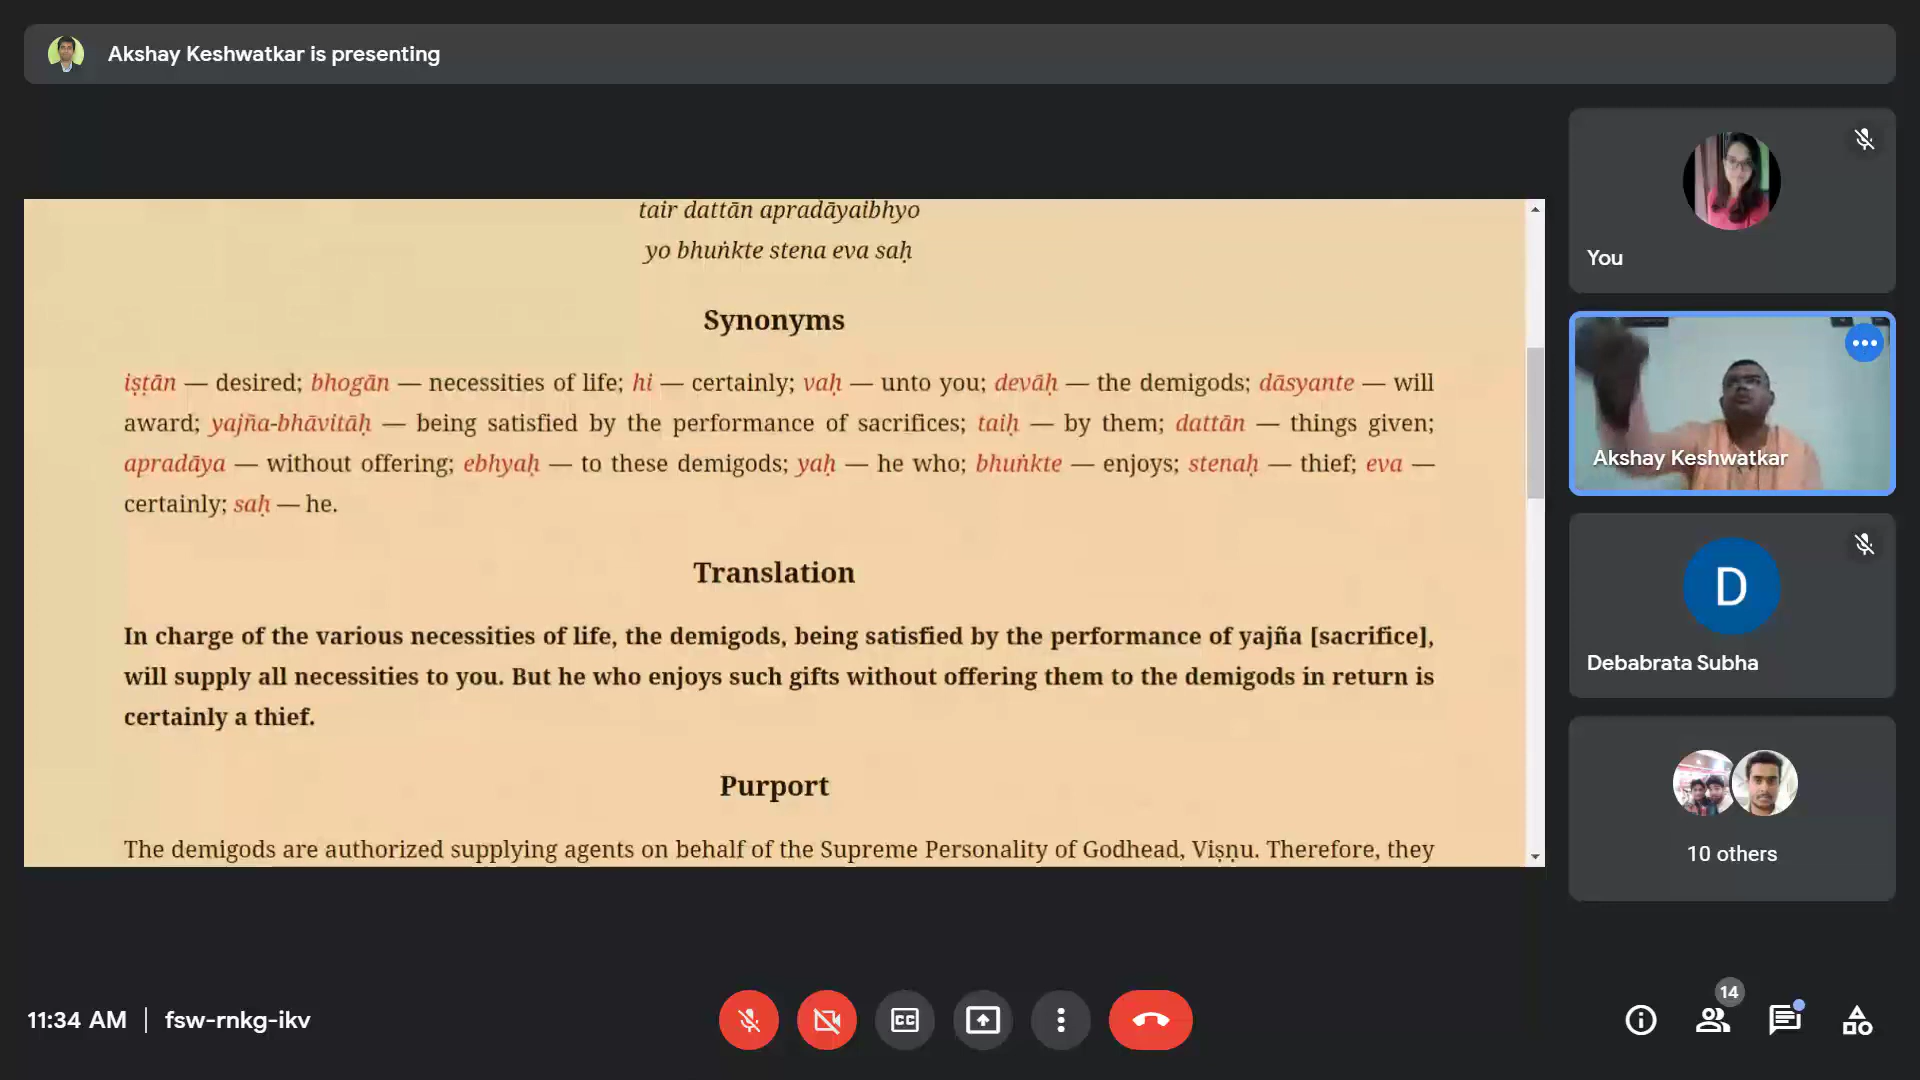 Akshay Keshwatkar is presenting
tair dattān apradāyaibhyo
yo bhuṅkte stena eva saḥ
Synonyms
iṣṭān — desired; bhogān — necessities of life; hi — certainly; vaḥ — unto you; devāḥ — the demigods; dāsyante — will
award; yajña-bhāvitāḥ — being satisfied by the performance of sacrifices; taiḥ — by them; dattān — things given;
apradāya — without offering; ebhyaḥ — to these demigods; yaḥ — he who; bhuṅkte — enjoys; stenaḥ — thief; eva —
certainly; saḥ — he.
Translation
In charge of the various necessities of life, the demigods, being satisfied by the performance of yajña [sacrifice],
will supply all necessities to you. But he who enjoys such gifts without offering them to the demigods in return is
certainly a thief.
Purport
The demigods are authorized supplying agents on behalf of the Supreme Personality of Godhead, Viṣṇu. Therefore, they
You
Akshay Keshwatkar
D
Debabrata Subha
10 others
11:34 AM | fsw-rnkg-ikv
CC
14